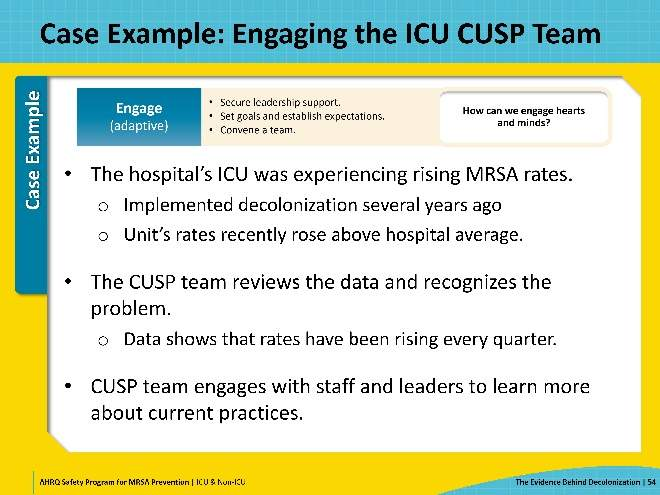 Case Example: Engaging the ICU CUSP Team
Case Example
Engage
(adaptive)
• Secure leadership support.
• Set goals and establish expectations.
• Convene a team.
How can we engage hearts
and minds?
• The hospital's ICU was experiencing rising MRSA rates.
o Implemented decolonization several years ago
o Unit's rates recently rose above hospital average.
• The CUSP team reviews the data and recognizes the
problem.
o Data shows that rates have been rising every quarter.
• CUSP team engages with staff and leaders to learn more
about current practices.
AHRQ Safety Program for MRSA Prevention | ICU & Non-ICU
The Evidence Behind Decolonization | 54